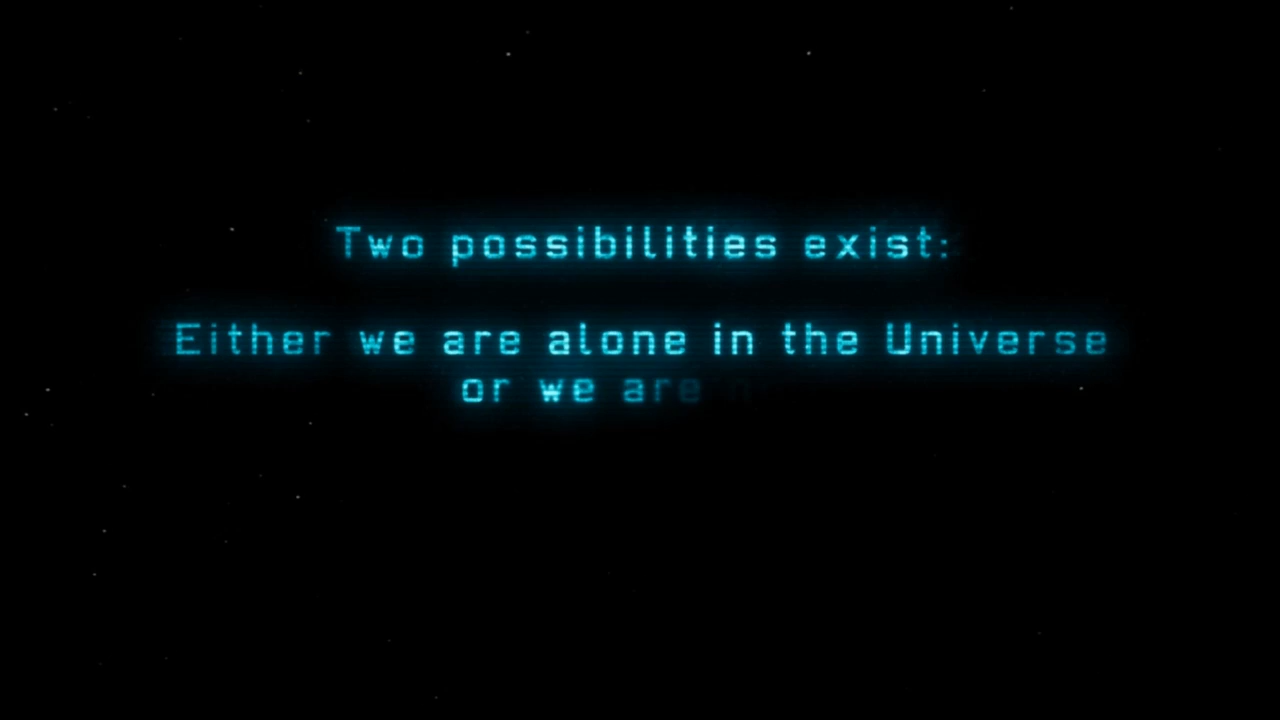 Two possibilities exist:
Either we are alone in the Universe
or we are